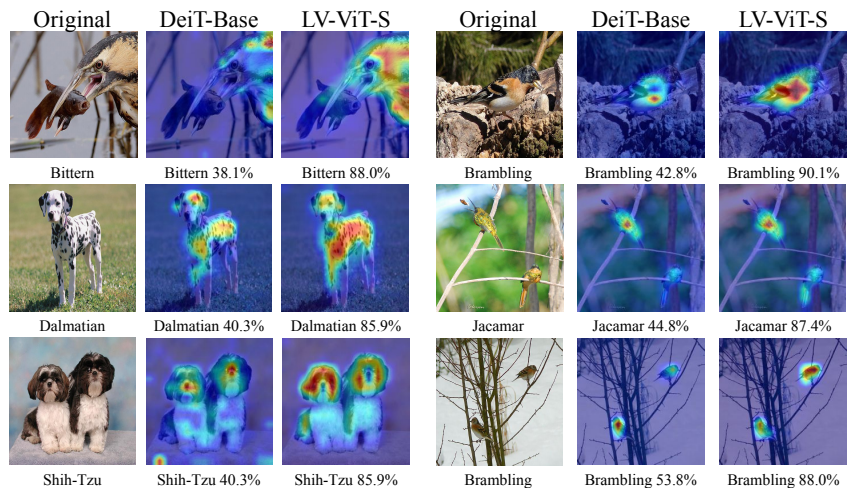 Original DeiT-Base LV-ViT-S Original DeiT-Base LV-ViT-S
Bittern Bittern 38.1% Bittern 88.0% Brambling Brambling 42.8% Brambling 90.1%
Dalmatian Dalmatian 40.3% Dalmatian 85.9% Jacamar Jacamar 44.8% Jacamar 87.4%
Shih-Tzu Shih-Tzu 40.3% Shih-Tzu 85.9% Brambling Brambling 53.8% Brambling 88.0%